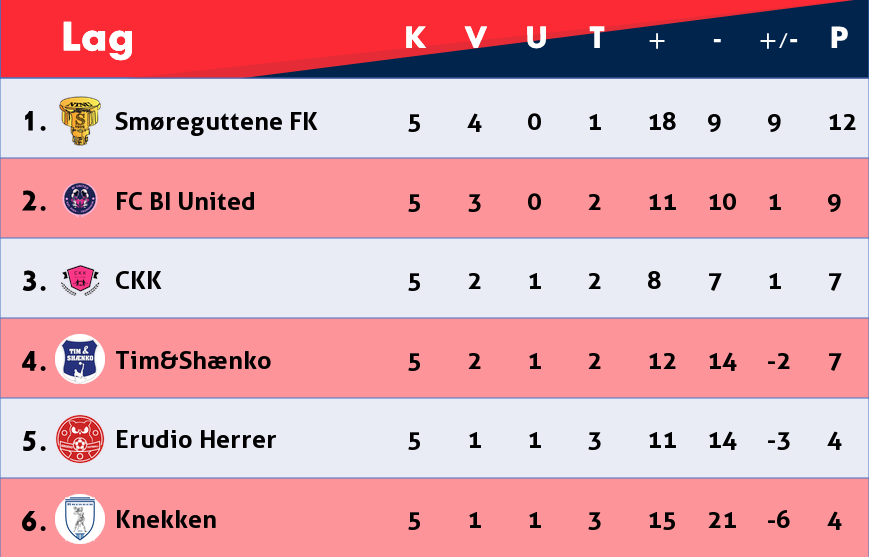 Lag K V U T + - +/- P
1. Smøreguttene FK 5 4 0 1 18 9 9 12
2. FC BI United 5 3 0 2 11 10 1 9
3. CKK CKK 5 2 1 2 8 7 1 7
4. TIM & SHÆNKO Tim&Shænko 5 2 1 2 12 14 -2 7
5. Erudio Herrer 5 1 1 3 11 14 -3 4
6. Knekken 5 1 1 3 15 21 -6 4